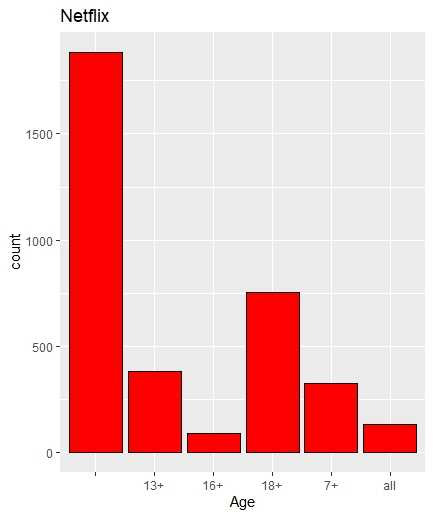 Netflix
count
1500
1000
500
0
13+ 16+ 18+ 7+ all
Age